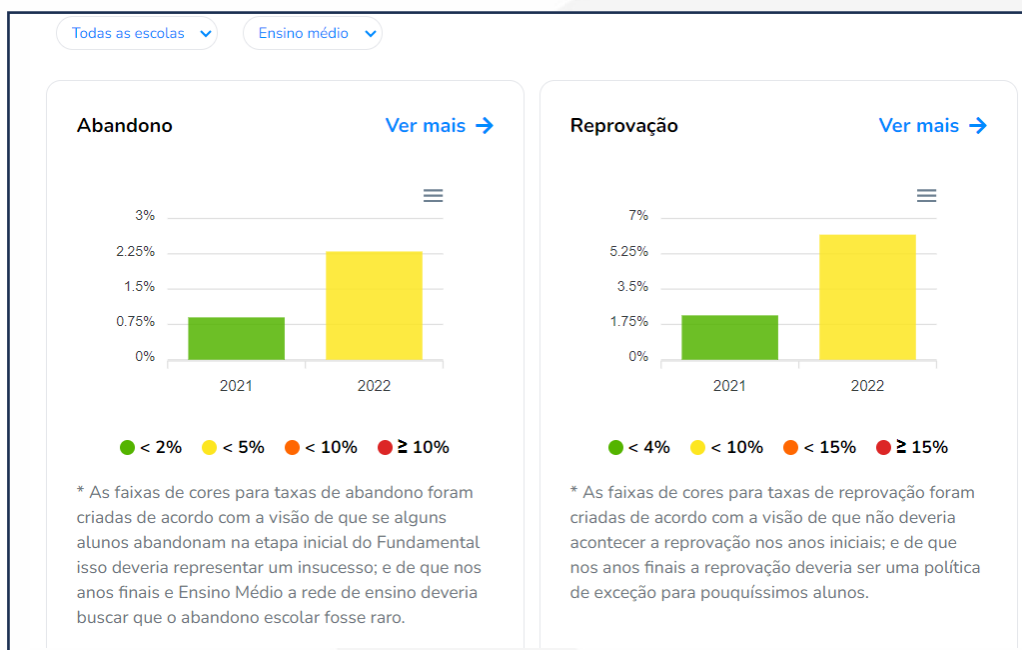 Todas as escolas
Ensino médio
Abandono
Ver mais →
3%
2.25%
1.5%
0.75%
0%
2021
2022
< 2%
< 5%
< 10%
≥ 10%
* As faixas de cores para taxas de abandono foram
criadas de acordo com a visão de que se alguns
alunos abandonam na etapa inicial do Fundamental
isso deveria representar um insucesso; e de que nos
anos finais e Ensino Médio a rede de ensino deveria
buscar que o abandono escolar fosse raro.
Reprovação
Ver mais →
7%
5.25%
3.5%
1.75%
0%
2021
2022
< 4%
< 10%
< 15%
≥ 15%
* As faixas de cores para taxas de reprovação foram
criadas de acordo com a visão de que não deveria
acontecer a reprovação nos anos iniciais; e de que
nos anos finais a reprovação deveria ser uma política
de exceção para pouquíssimos alunos.